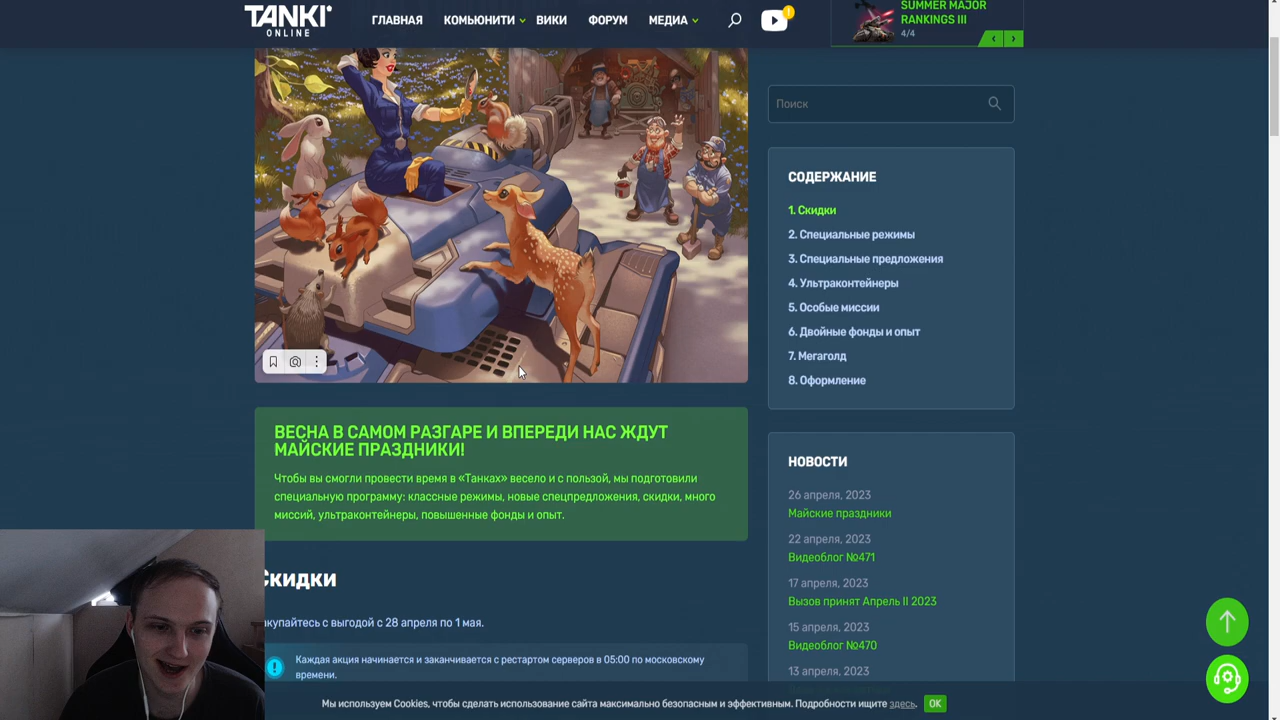 TANKI
ONLINE
ГЛАВНАЯ
КОМЬЮНИТИ
ВИКИ
ФОРУМ
МЕДИА
!
SUMMER MAJOR
RANKINGS III
4/4
Поиск
СОДЕРЖАНИЕ
1. Скидки
2. Специальные режимы
3. Специальные предложения
4. Ультраконтейнеры
5. Особые миссии
6. Двойные фонды и опыт
7. Мегаголд
8. Оформление
ВЕСНА В САМОМ РАЗГАРЕ И ВПЕРЕДИ НАС ЖДУТ
МАЙСКИЕ ПРАЗДНИКИ!
Чтобы вы смогли провести время в «Танках» весело и с пользой, мы подготовили
специальную программу: классные режимы, новые спецпредложения, скидки, много
миссий, ультраконтейнеры, повышенные фонды и опыт.
НОВОСТИ
26 апреля, 2023
Майские праздники
22 апреля, 2023
Видеоблог №471
17 апреля, 2023
Вызов принят Апрель II 2023
15 апреля, 2023
Видеоблог №470
13 апреля, 2023
Скидки
купайтесь с выгодой с 28 апреля по 1 мая.
Каждая акция начинается и заканчивается с рестартом серверов в 05:00 по московскому
времени.
Мы используем Cookies, чтобы сделать использование сайта максимально безопасным и эффективным. Подробности ищите здесь.
OK